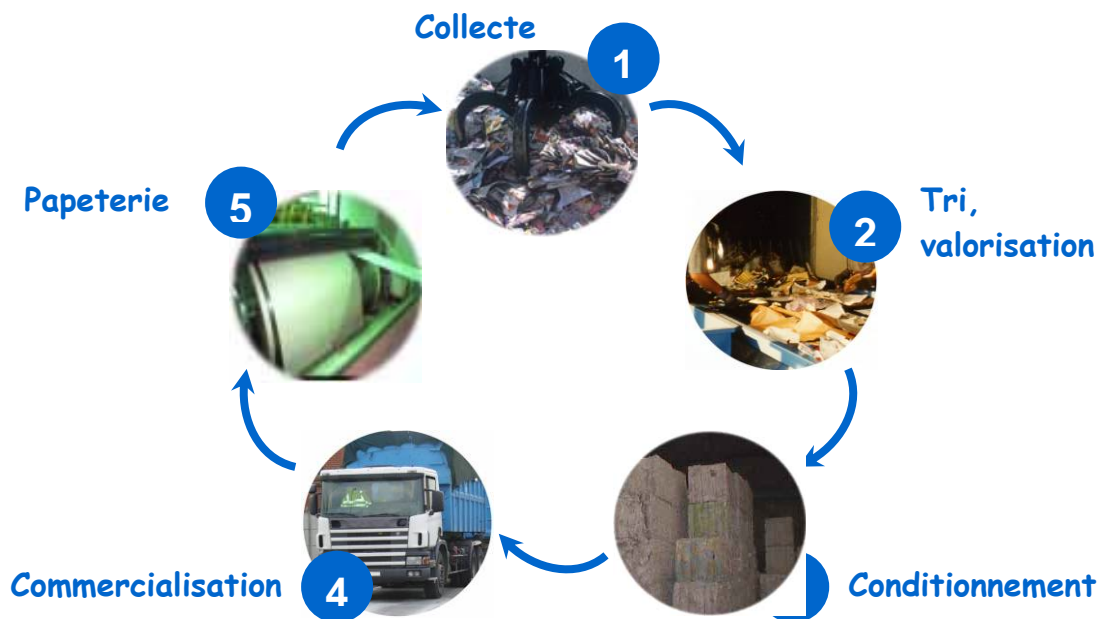 Collecte
1
Papeterie
5
2
Tri,
valorisation
Commercialisation
4
Conditionnement